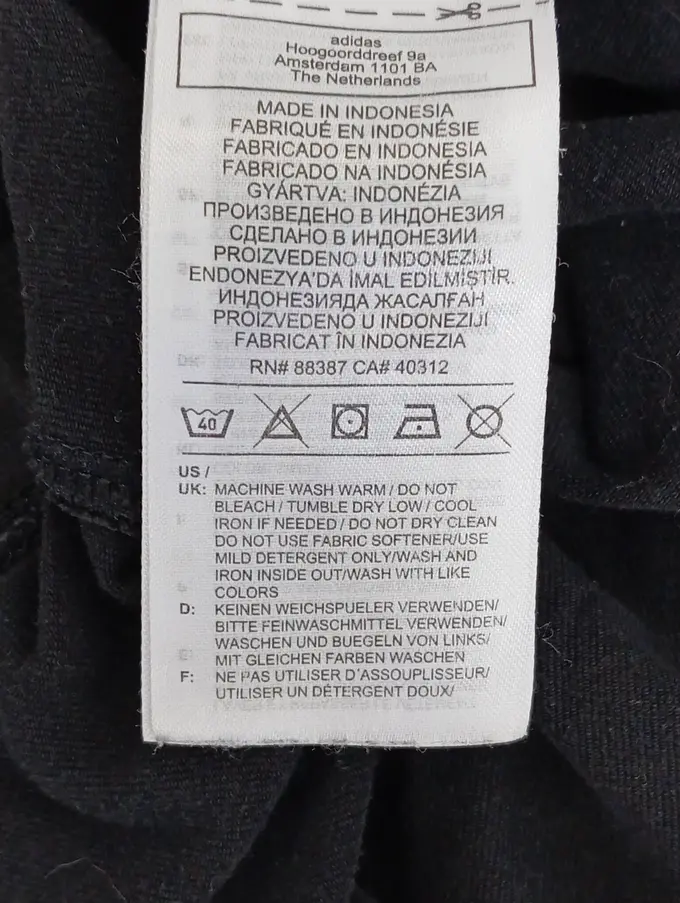 adidas
Hoogoorddreef 9a
Amsterdam 1101 BA
The Netherlands
MADE IN INDONESIA
FABRIQUÉ EN INDONÉSIE
FABRICADO EN INDONESIA
FABRICADO NA INDONÉSIA
GYÁRTVA: INDONÉZIA
ПРОИЗВЕДЕНО В ИНДОНЕЗИЯ
СДЕЛАНО В ИНДОНЕЗИИ
PROIZVEDENO U INDONEZIJI
ENDONEZYA'DA İMAL EDİLMİŞTİR.
ИНДОНЕЗИЯДА ЖАСАЛҒАН
PROIZVEDENO U INDONEZIJI
FABRICAT ÎN INDONEZIA
RN# 88387 CA# 40312
40
US /
UK: MACHINE WASH WARM / DO NOT
BLEACH / TUMBLE DRY LOW / COOL
IRON IF NEEDED / DO NOT DRY CLEAN
DO NOT USE FABRIC SOFTENER/USE
MILD DETERGENT ONLY/WASH AND
IRON INSIDE OUT/WASH WITH LIKE
COLORS
D: KEINEN WEICHSPUELER VERWENDEN/
BITTE FEINWASCHMITTEL VERWENDEN/
WASCHEN UND BUEGELN VON LINKS/
MIT GLEICHEN FARBEN WASCHEN
F: NE PAS UTILISER D'ASSOUPLISSEUR/
UTILISER UN DÉTERGENT DOUX/